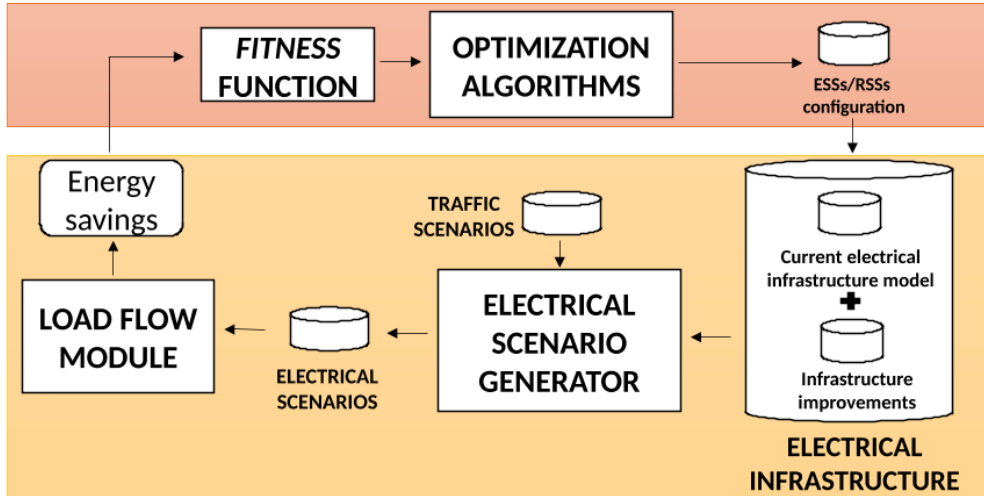 FITNESS
FUNCTION
OPTIMIZATION
ALGORITHMS
ESSs/RSSs
configuration
Energy
savings
TRAFFIC
SCENARIOS
Current electrical
infrastructure model
+
Infrastructure
improvements
ELECTRICAL
INFRASTRUCTURE
ELECTRICAL
SCENARIO
GENERATOR
ELECTRICAL
SCENARIOS
LOAD FLOW
MODULE